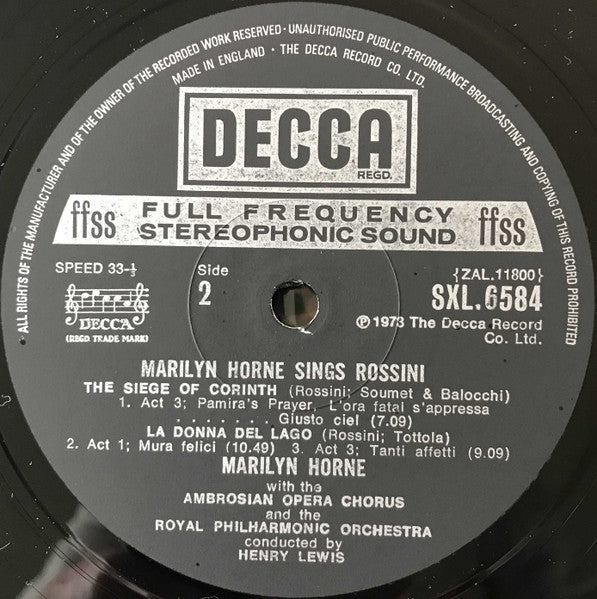 · ALL RIGHTS OF THE MANUFACTURER AND OF THE OWNER OF THE RECORDED WORK RESERVED · UNAUTHORISED PUBLIC PERFORMANCE BROADCASTING AND COPYING OF THIS RECORD PROHIBITED
MADE IN ENGLAND · THE DECCA RECORD CO. LTD.
DECCA
REGD.
ffss FULL FREQUENCY ffss
STEREOPHONIC SOUND
SPEED 33-⅓ Side {ZAL.11800}
2 SXL.6584
DECCA
(REGD TRADE MARK)
Ⓟ 1973 The Decca Record
Co. Ltd.
MARILYN HORNE SINGS ROSSINI
THE SIEGE OF CORINTH (Rossini; Soumet & Balocchi)
1. Act 3; Pamira's Prayer, L'ora fatal s'appressa
. . . . . . . Giusto ciel (7.09)
LA DONNA DEL LAGO (Rossini; Tottola)
2. Act 1; Mura felici (10.49) 3. Act 3; Tanti affetti (9.09)
MARILYN HORNE
with the
AMBROSIAN OPERA CHORUS
and the
ROYAL PHILHARMONIC ORCHESTRA
conducted by
HENRY LEWIS